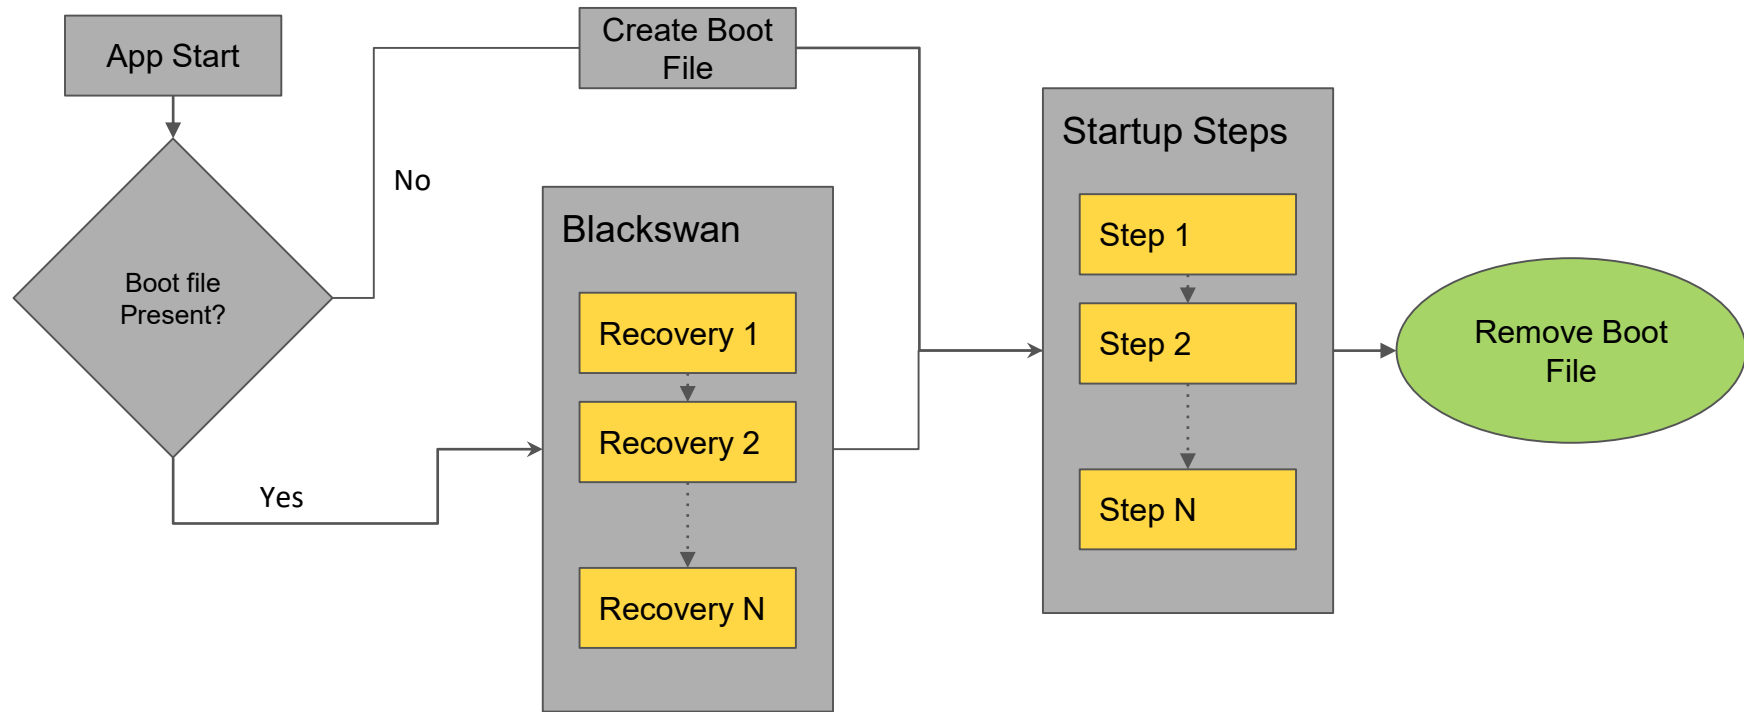 App Start
Create Boot
File
No
Boot file
Present?
Yes
Blackswan
Recovery 1
Recovery 2
Recovery N
Startup Steps
Step 1
Step 2
Step N
Remove Boot
File